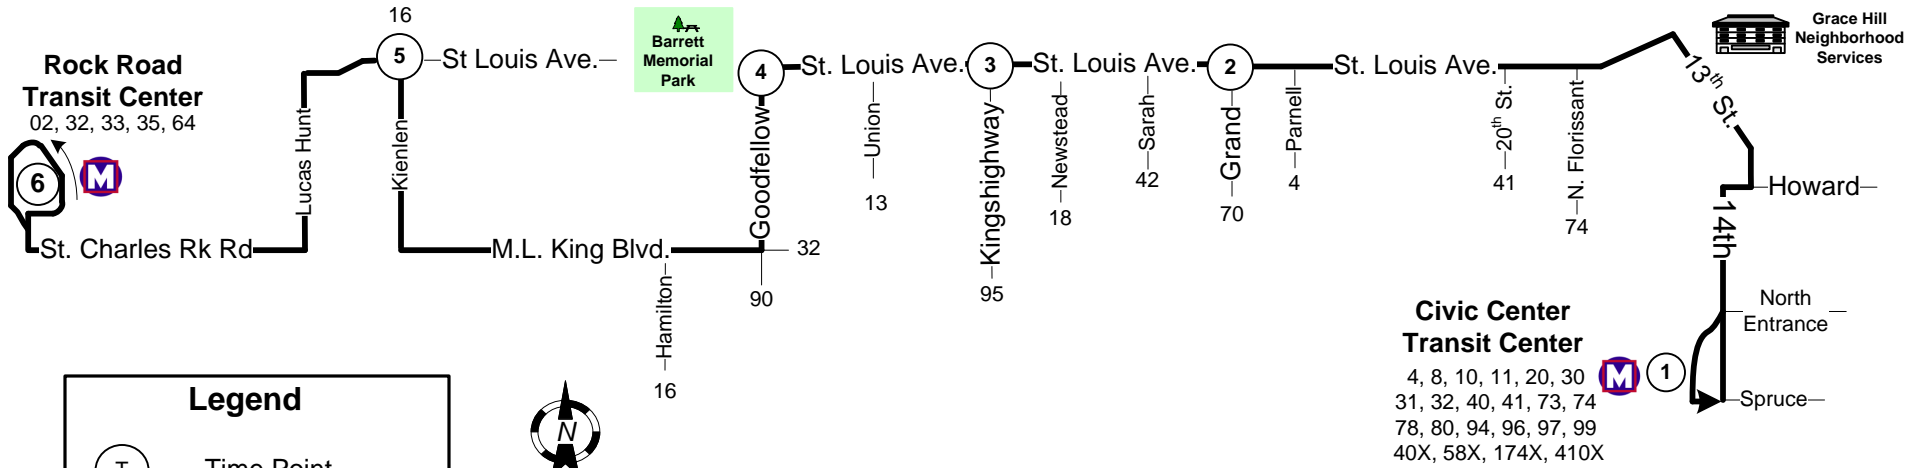 16
5
St Louis Ave.
Barrett
Memorial
Park
4
St. Louis Ave.
3
St. Louis Ave.
2
St. Louis Ave.
13th St.
Grace Hill
Neighborhood
Services
Rock Road
Transit Center
02, 32, 33, 35, 64
6
M
Lucas Hunt
Kienlen
St. Charles Rk Rd
M.L. King Blvd.
Hamilton
16
Goodfellow
32
90
Union
13
Kingshighway
95
Newstead
18
Sarah
42
Grand
70
Parnell
4
20th St.
41
N. Florissant
74
Howard
14th
North
Entrance
Spruce
Civic Center
Transit Center
4, 8, 10, 11, 20, 30
31, 32, 40, 41, 73, 74
78, 80, 94, 96, 97, 99
40X, 58X, 174X, 410X
M
1
Legend
T
Time Point
N